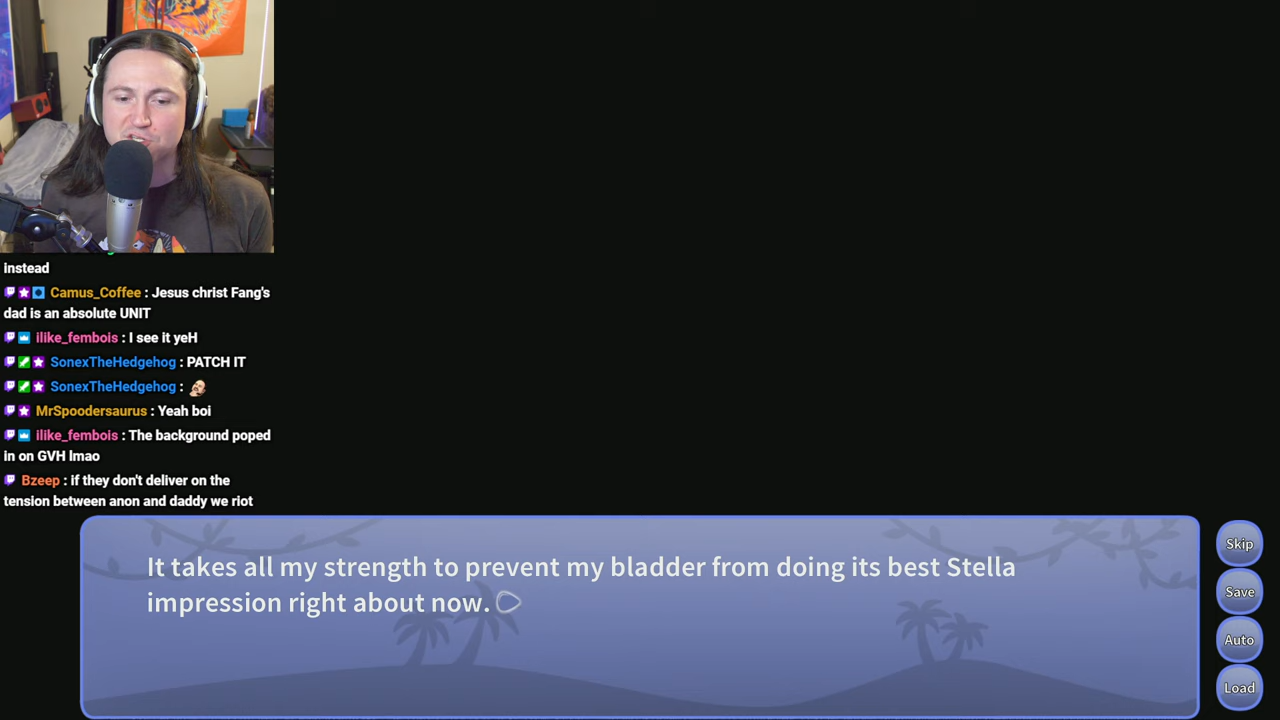 instead
Camus_Coffee : Jesus christ Fang's
dad is an absolute UNIT
ilike_fembois : I see it yeH
SonexTheHedgehog : PATCH IT
SonexTheHedgehog :
MrSpoodersaurus : Yeah boi
ilike_fembois : The background poped
in on GVH lmao
Bzeep : if they don't deliver on the
tension between anon and daddy we riot
It takes all my strength to prevent my bladder from doing its best Stella
impression right about now.
Skip
Save
Auto
Load